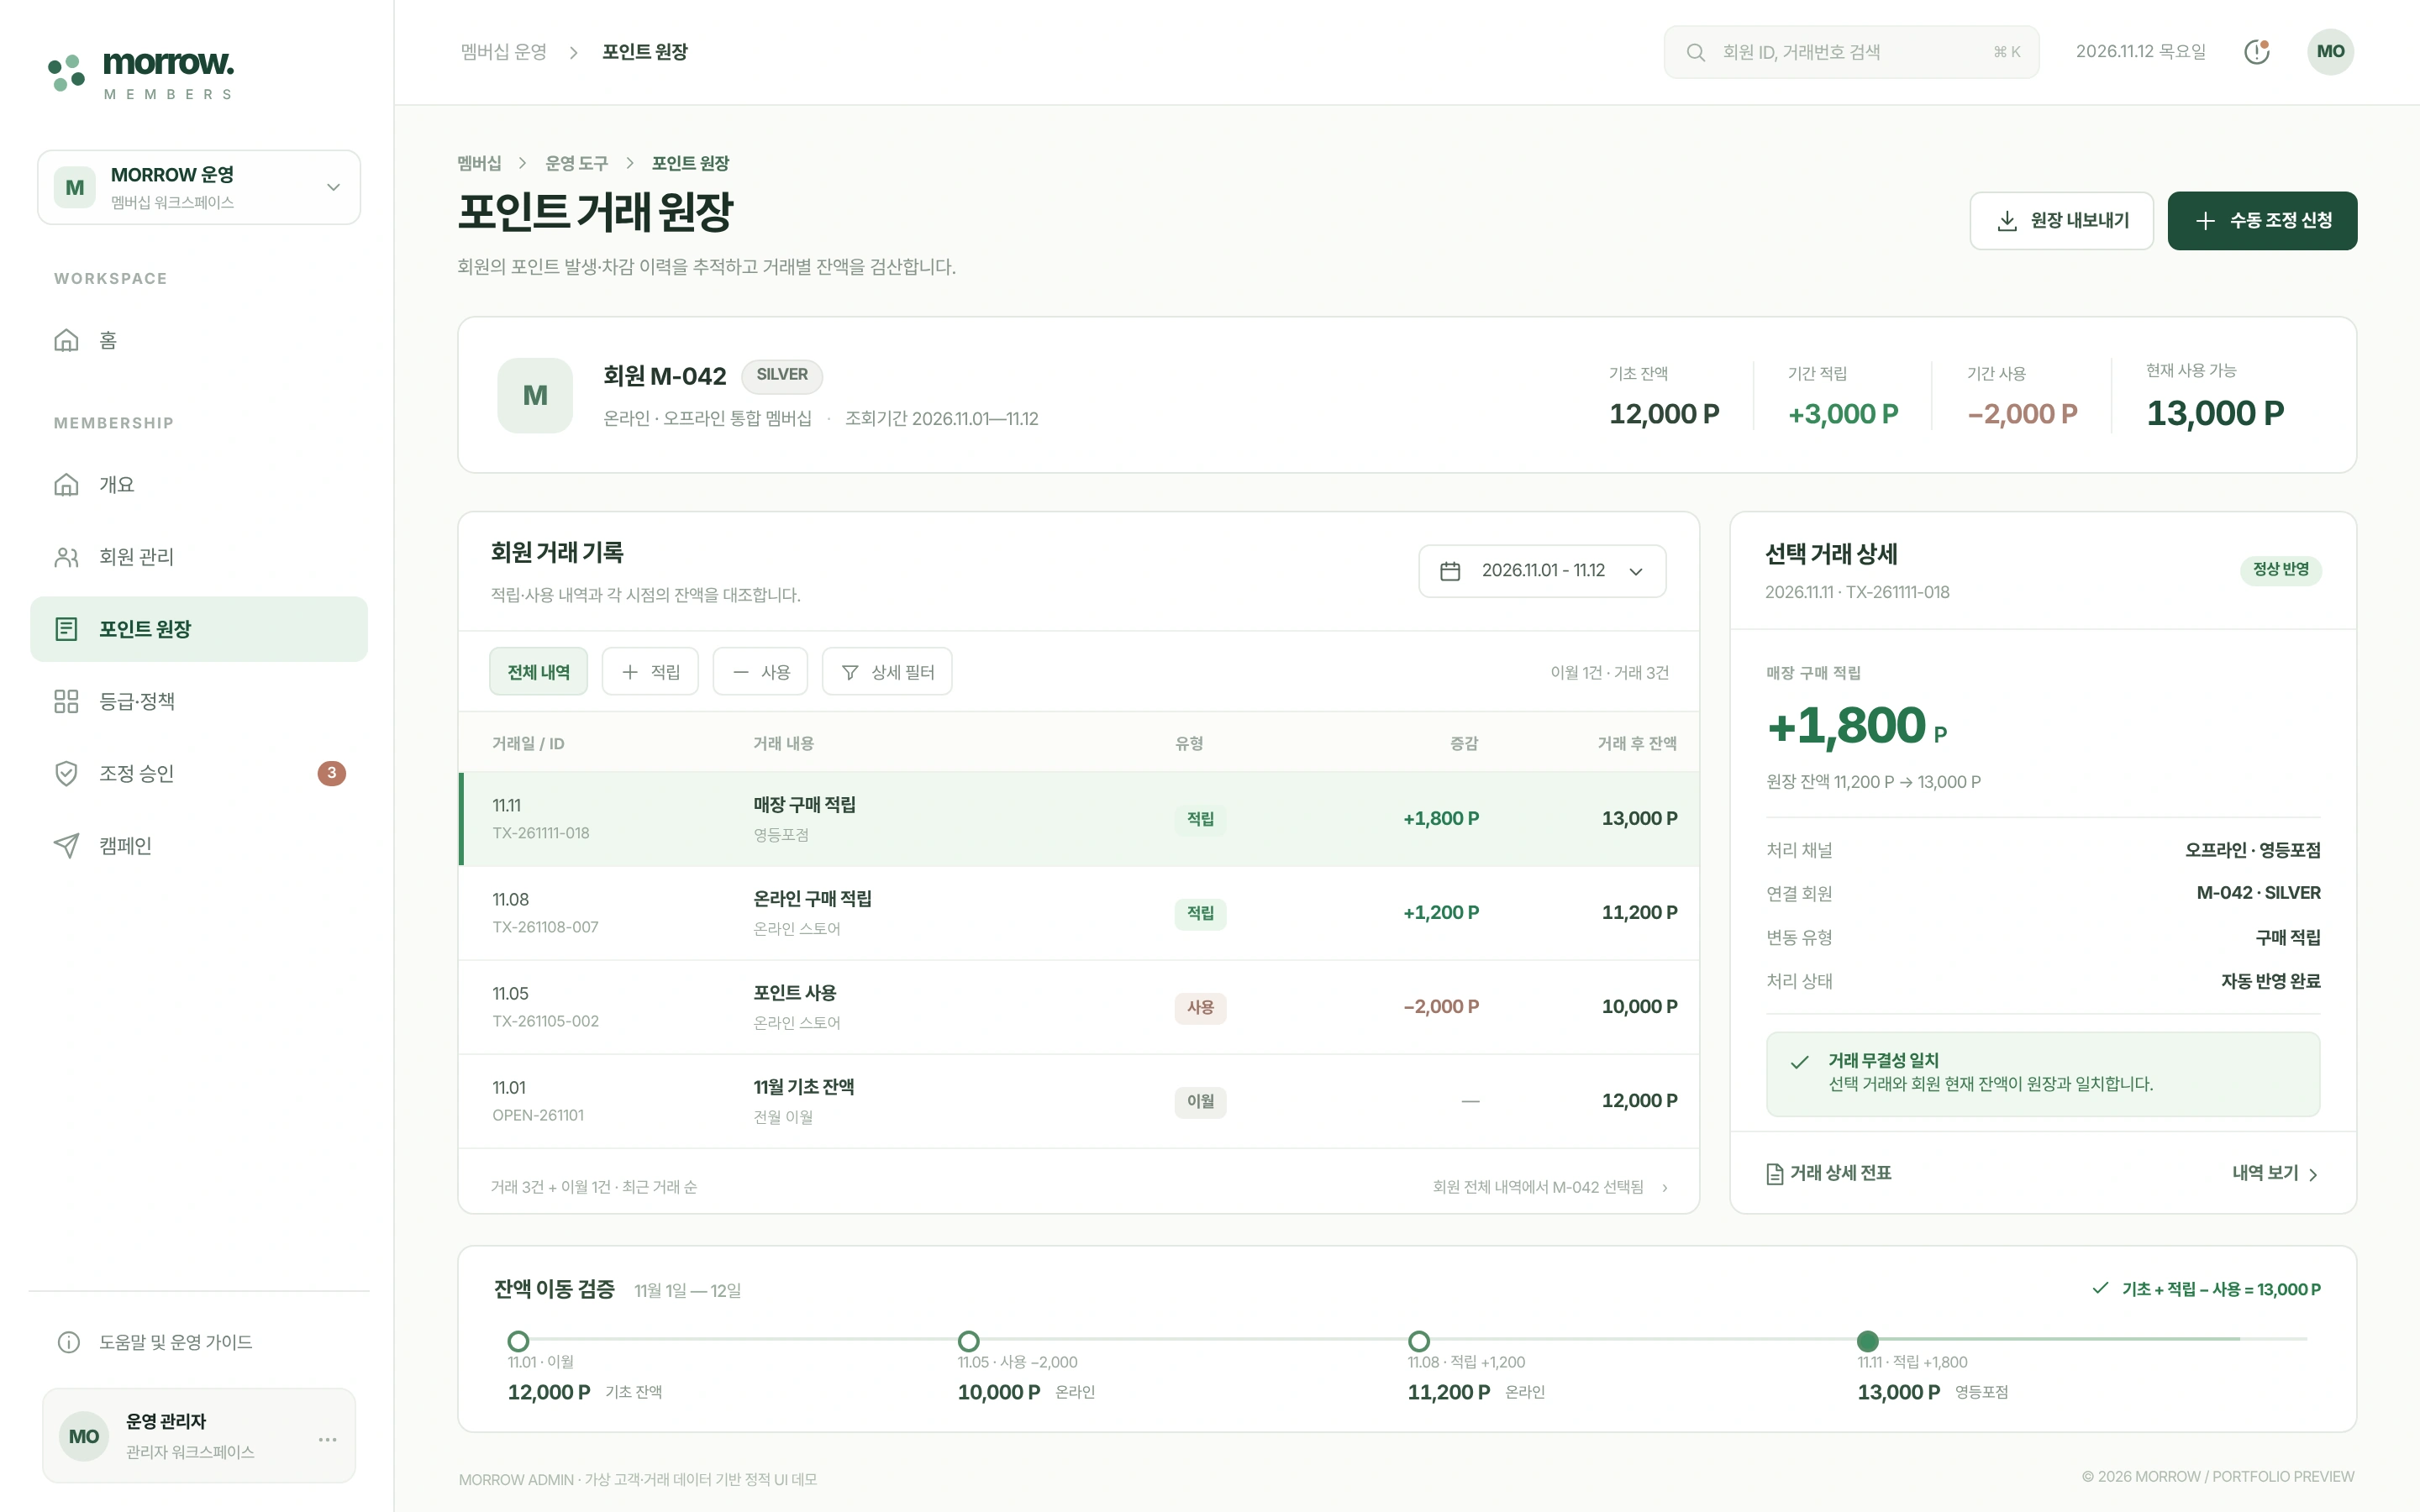 morrow.
MEMBERS
M
MORROW 운영
멤버십 워크스페이스
WORKSPACE
홈
MEMBERSHIP
개요
회원 관리
포인트 원장
등급·정책
조정 승인
3
캠페인
도움말 및 운영 가이드
MO
운영 관리자
관리자 워크스페이스
멤버십 운영 > 포인트 원장
회원 ID, 거래번호 검색
⌘ K
2026.11.12 목요일
MO
멤버십 > 운영 도구 > 포인트 원장
포인트 거래 원장
회원의 포인트 발생·차감 이력을 추적하고 거래별 잔액을 검산합니다.
원장 내보내기
수동 조정 신청
M
회원 M-042
SILVER
온라인 · 오프라인 통합 멤버십 · 조회기간 2026.11.01—11.12
기초 잔액
12,000 P
기간 적립
+3,000 P
기간 사용
−2,000 P
현재 사용 가능
13,000 P
회원 거래 기록
적립·사용 내역과 각 시점의 잔액을 대조합니다.
2026.11.01 - 11.12
전체 내역
적립
사용
상세 필터
이월 1건 · 거래 3건
거래일 / ID 거래 내용 유형 증감 거래 후 잔액
11.11 매장 구매 적립 적립 +1,800 P 13,000 P
TX-261111-018 영등포점
11.08 온라인 구매 적립 적립 +1,200 P 11,200 P
TX-261108-007 온라인 스토어
11.05 포인트 사용 사용 −2,000 P 10,000 P
TX-261105-002 온라인 스토어
11.01 11월 기초 잔액 이월 — 12,000 P
OPEN-261101 전월 이월
거래 3건 + 이월 1건 · 최근 거래 순
회원 전체 내역에서 M-042 선택됨 ›
선택 거래 상세
2026.11.11 · TX-261111-018
정상 반영
매장 구매 적립
+1,800 P
원장 잔액 11,200 P → 13,000 P
처리 채널 오프라인 · 영등포점
연결 회원 M-042 · SILVER
변동 유형 구매 적립
처리 상태 자동 반영 완료
거래 무결성 일치
선택 거래와 회원 현재 잔액이 원장과 일치합니다.
거래 상세 전표
내역 보기
잔액 이동 검증 11월 1일 — 12일
기초 + 적립 − 사용 = 13,000 P
11.01 · 이월
12,000 P 기초 잔액
11.05 · 사용 −2,000
10,000 P 온라인
11.08 · 적립 +1,200
11,200 P 온라인
11.11 · 적립 +1,800
13,000 P 영등포점
MORROW ADMIN · 가상 고객·거래 데이터 기반 정적 UI 데모
© 2026 MORROW / PORTFOLIO PREVIEW